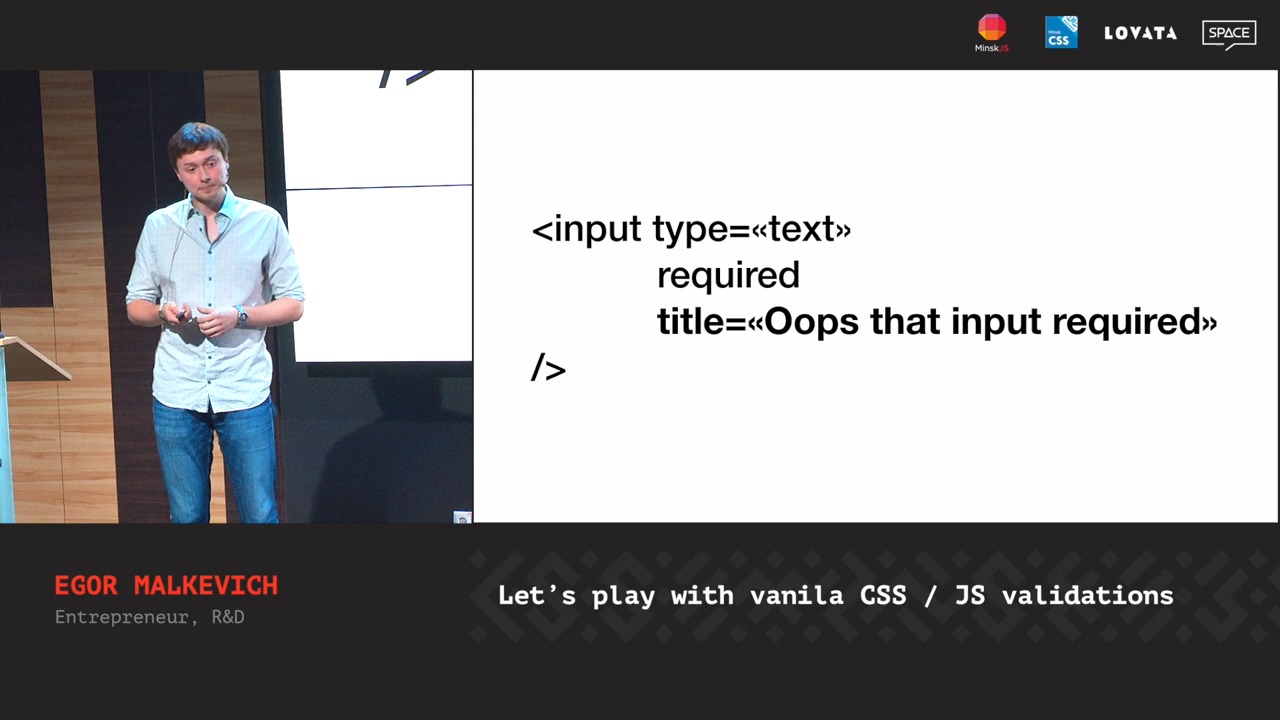 MinskJS
Minsk
CSS
LOVATA
SPACE
/>
<input type=«text»
required
title=«Oops that input required»
/>
EGOR MALKEVICH
Entrepreneur, R&D
Let’s play with vanila CSS / JS validations